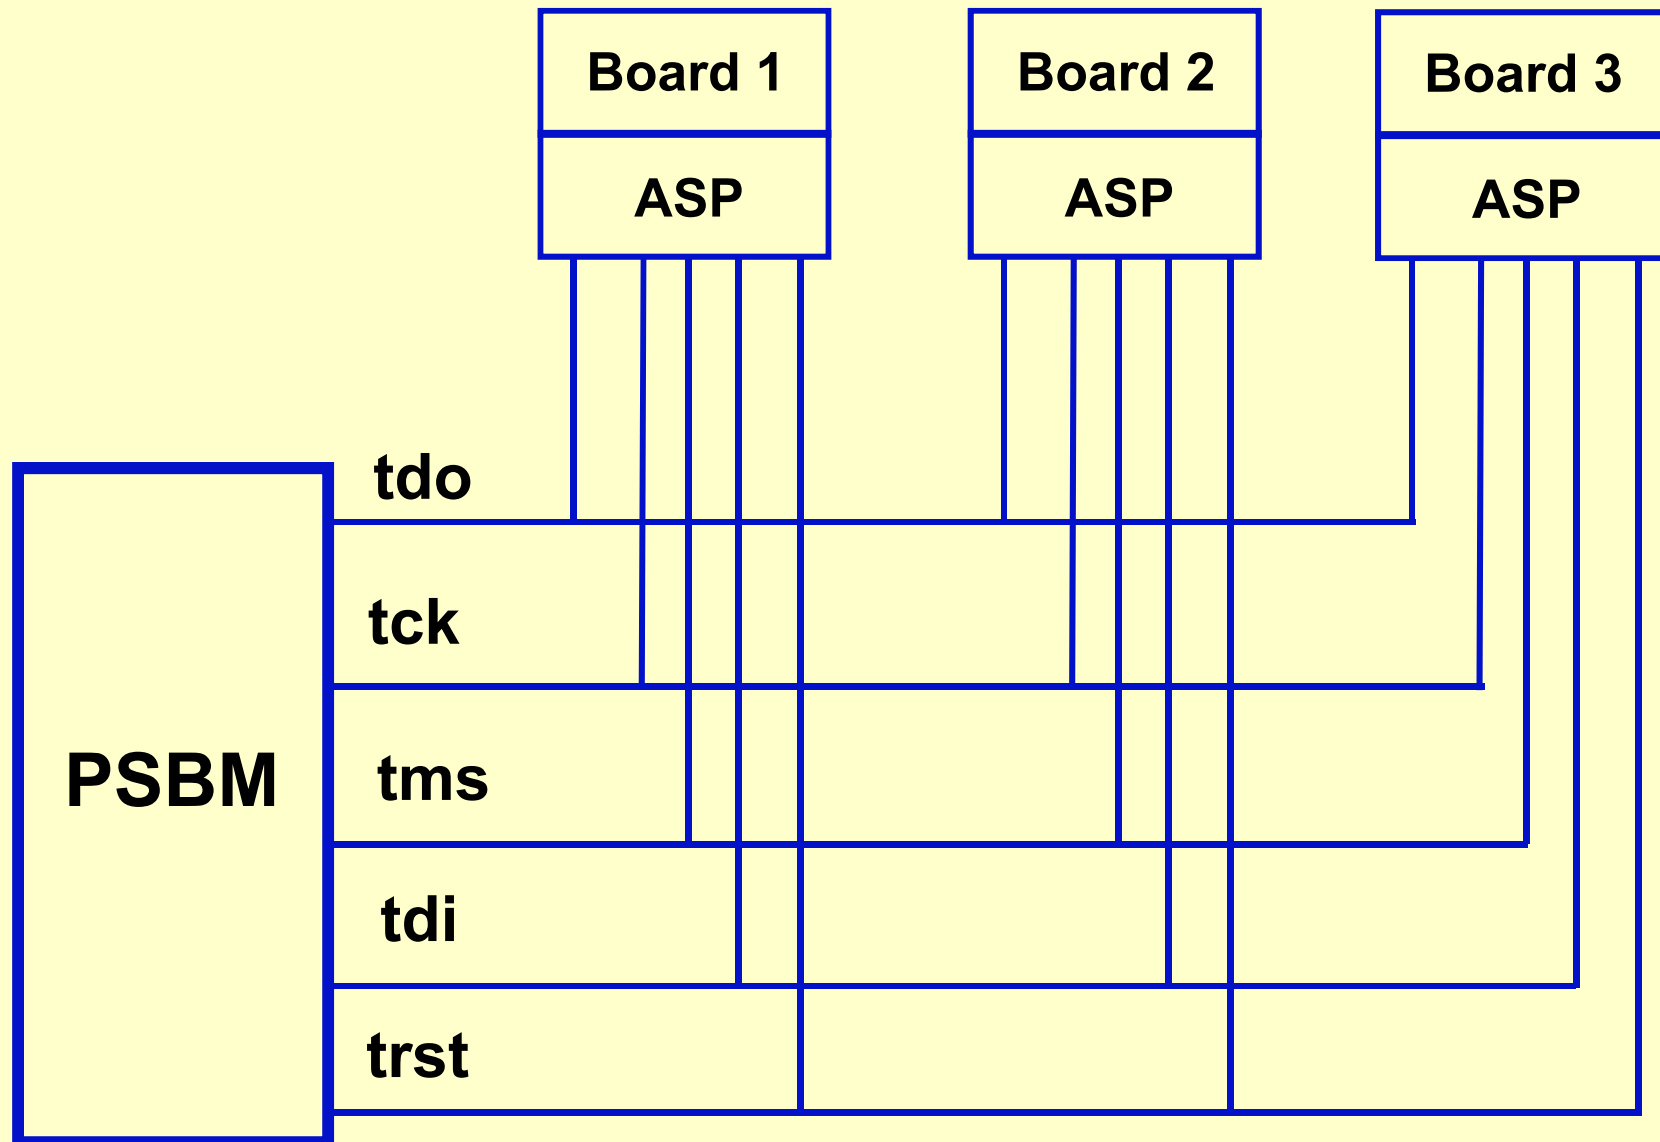 Board 1
Board 2
Board 3
ASP
ASP
ASP
tdo
tck
PSBM
tms
tdi
trst